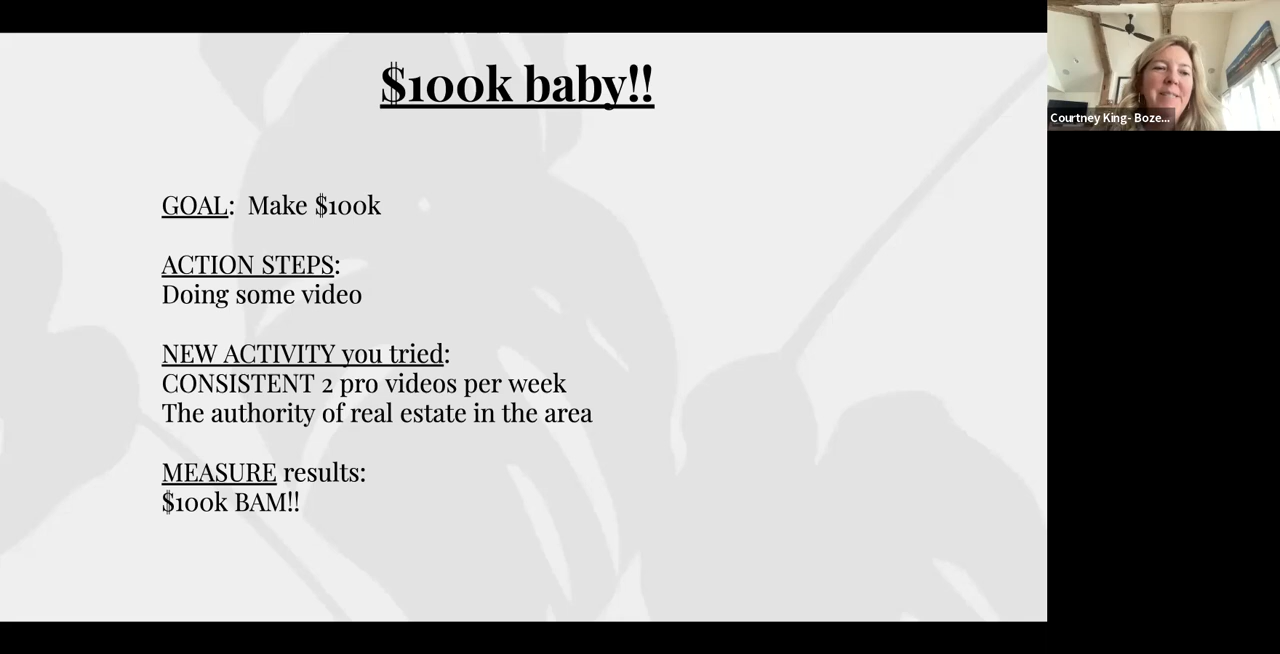 $100k baby!!
GOAL:  Make $100k
ACTION STEPS:
Doing some video
NEW ACTIVITY you tried:
CONSISTENT 2 pro videos per week
The authority of real estate in the area
MEASURE results:
$100k BAM!!
Courtney King- Boze...